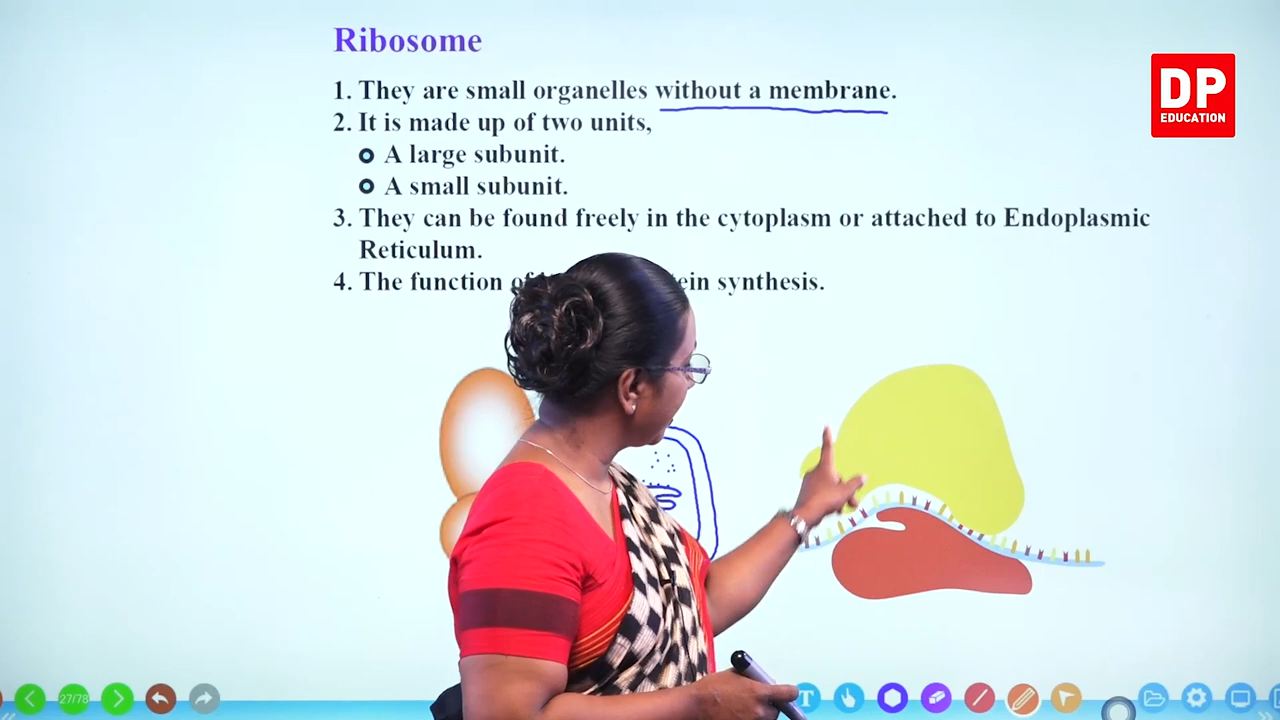 Ribosome
1. They are small organelles without a membrane.
2. It is made up of two units,
A large subunit.
A small subunit.
3. They can be found freely in the cytoplasm or attached to Endoplasmic
Reticulum.
4. The function of synthesis.
DP
EDUCATION
27/78
T